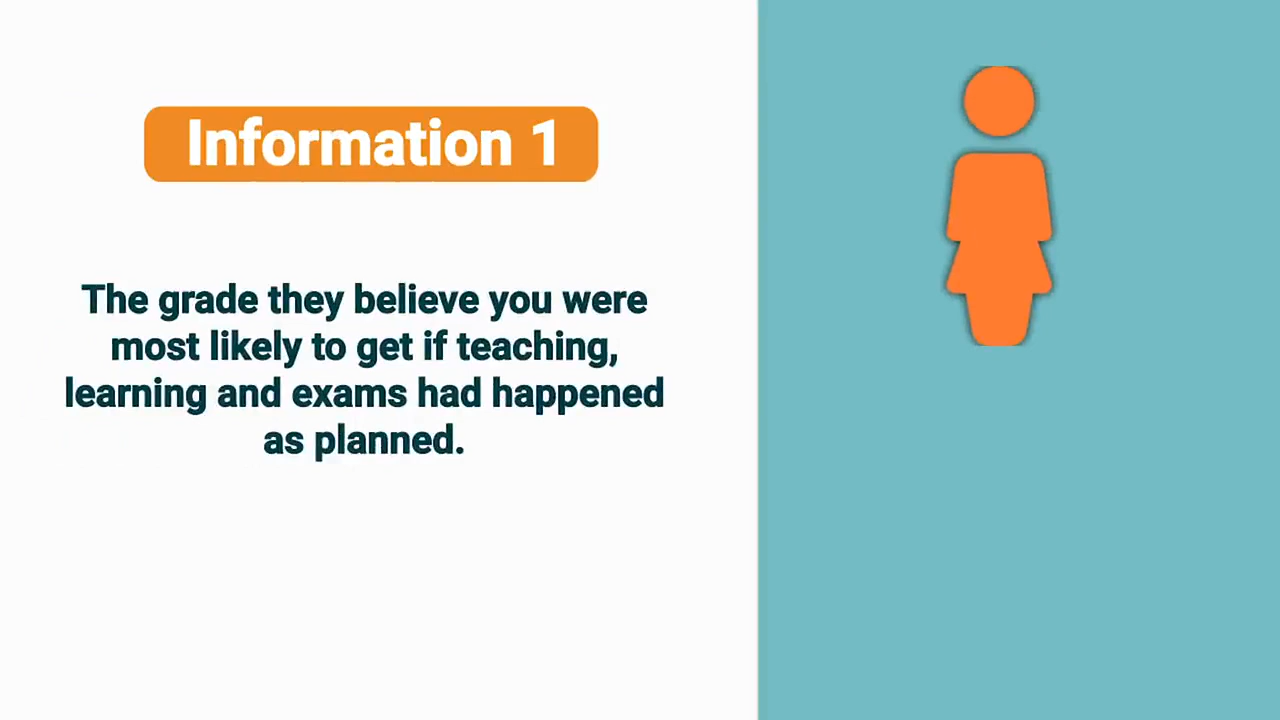 Information 1
The grade they believe you were
most likely to get if teaching,
learning and exams had happened
as planned.